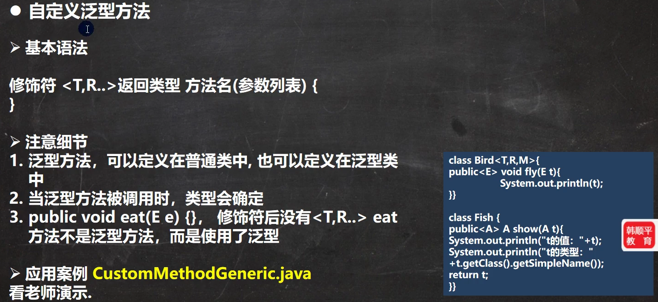 ● 自定义泛型方法
➢ 基本语法
修饰符 <T,R..>返回类型 方法名(参数列表) {
}
➢ 注意细节
1. 泛型方法，可以定义在普通类中, 也可以定义在泛型类
中
2. 当泛型方法被调用时，类型会确定
3. public void eat(E e) {}， 修饰符后没有<T,R..> eat
方法不是泛型方法，而是使用了泛型
➢ 应用案例 CustomMethodGeneric.java
看老师演示.
class Bird<T,R,M>{
public<E> void fly(E t){
System.out.println(t);
}}
class Fish {
public<A> A show(A t){
System.out.println("t的值："+t);
System.out.println("t的类型："
+t.getClass().getSimpleName());
return t;
}}
韩顺平
教育